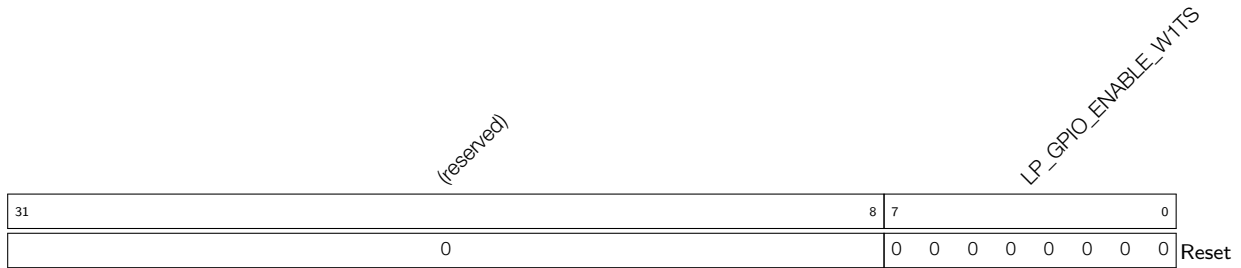 LP_GPIO_ENABLE_W1TS
(reserved)
31 8 7 0
0 0 0 0 0 0 0 0 0 Reset